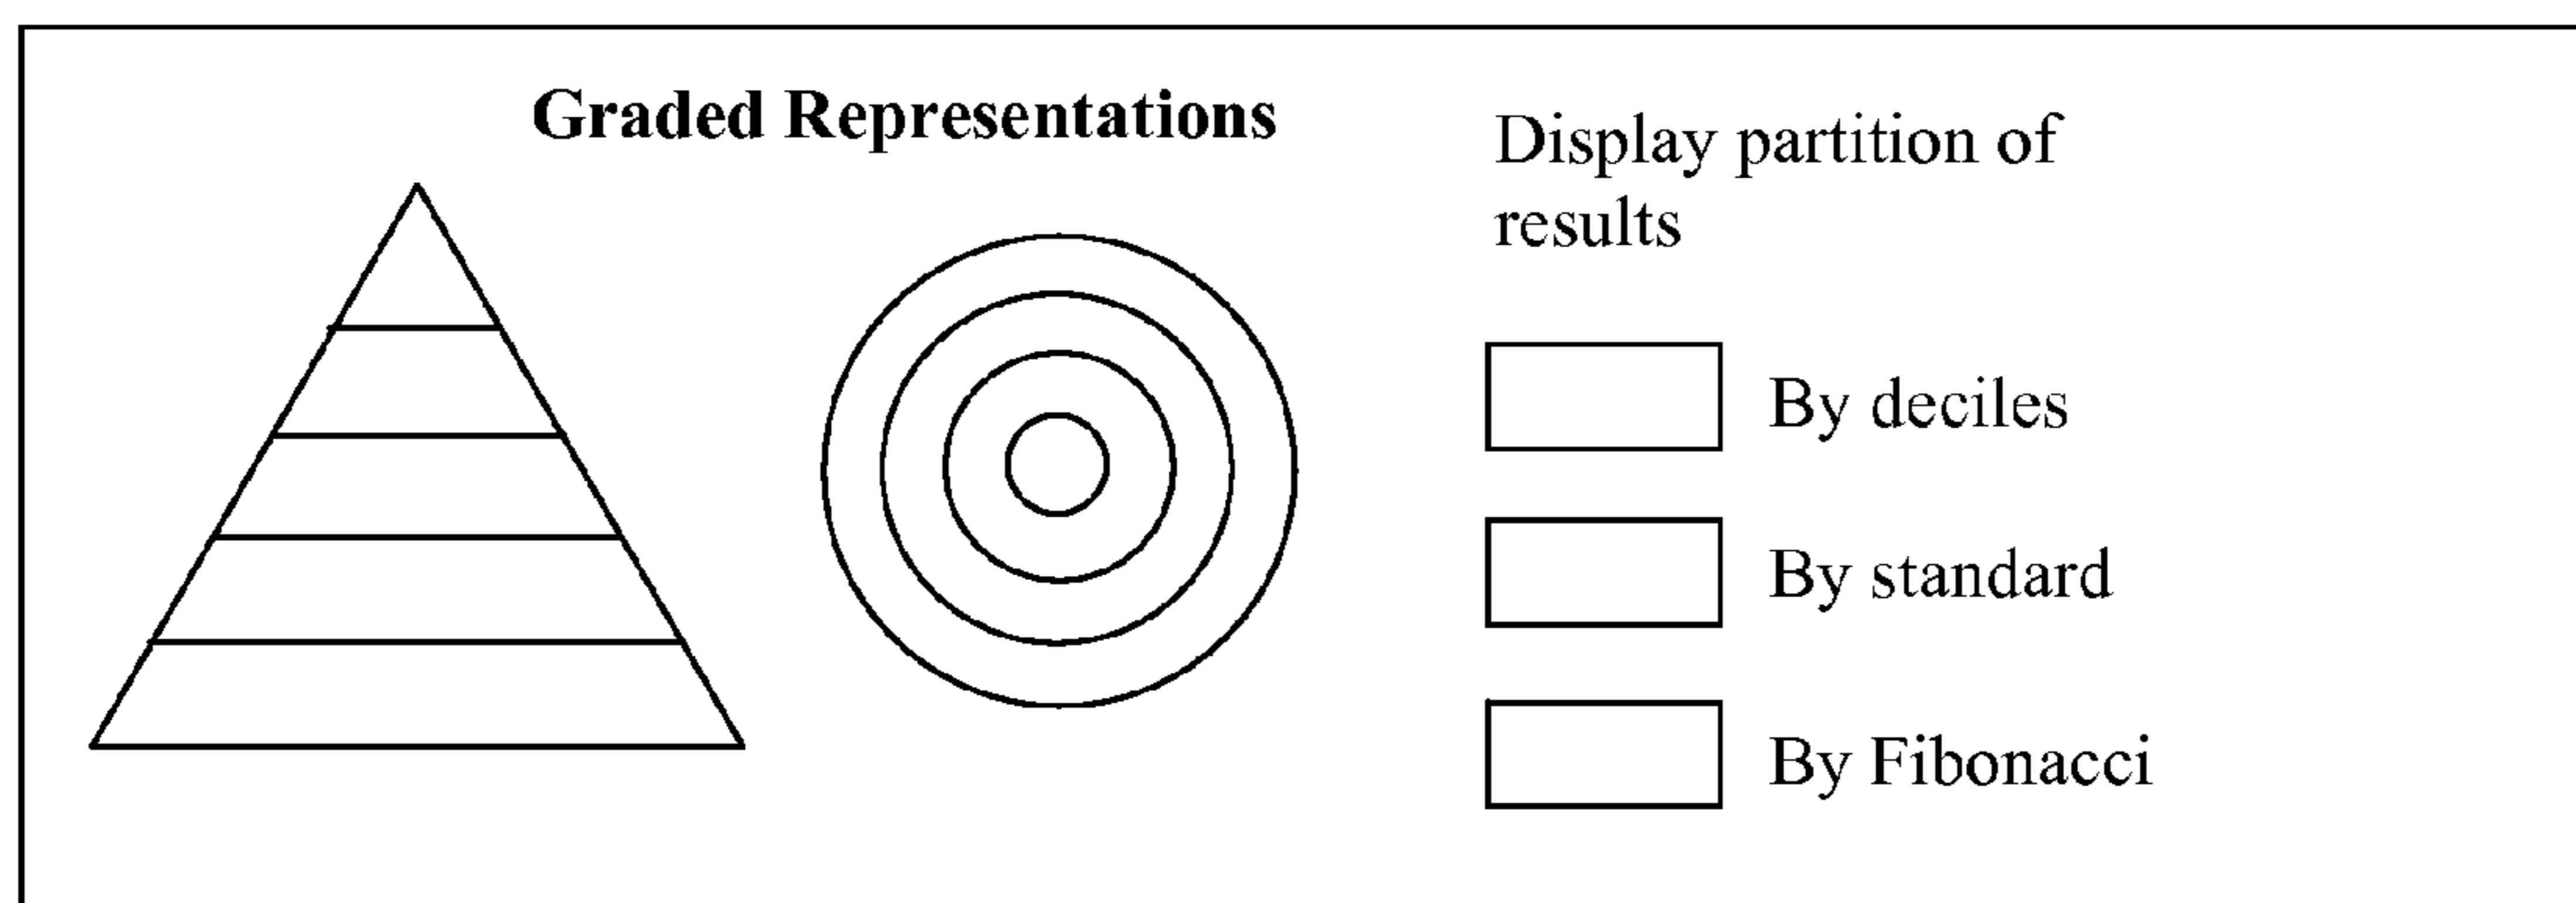 Graded Representations
Display partition of
results
By deciles
By standard
By Fibonacci